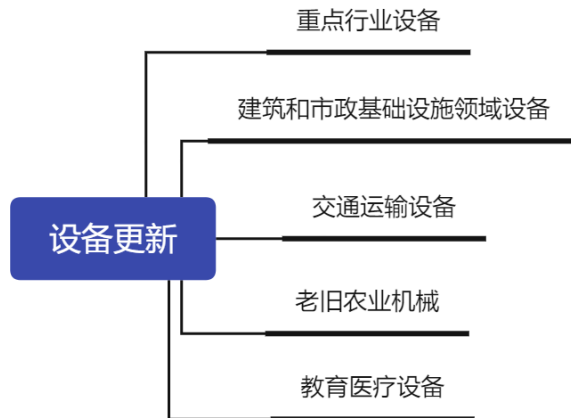 重点行业设备
建筑和市政基础设施领域设备
设备更新
交通运输设备
老旧农业机械
教育医疗设备